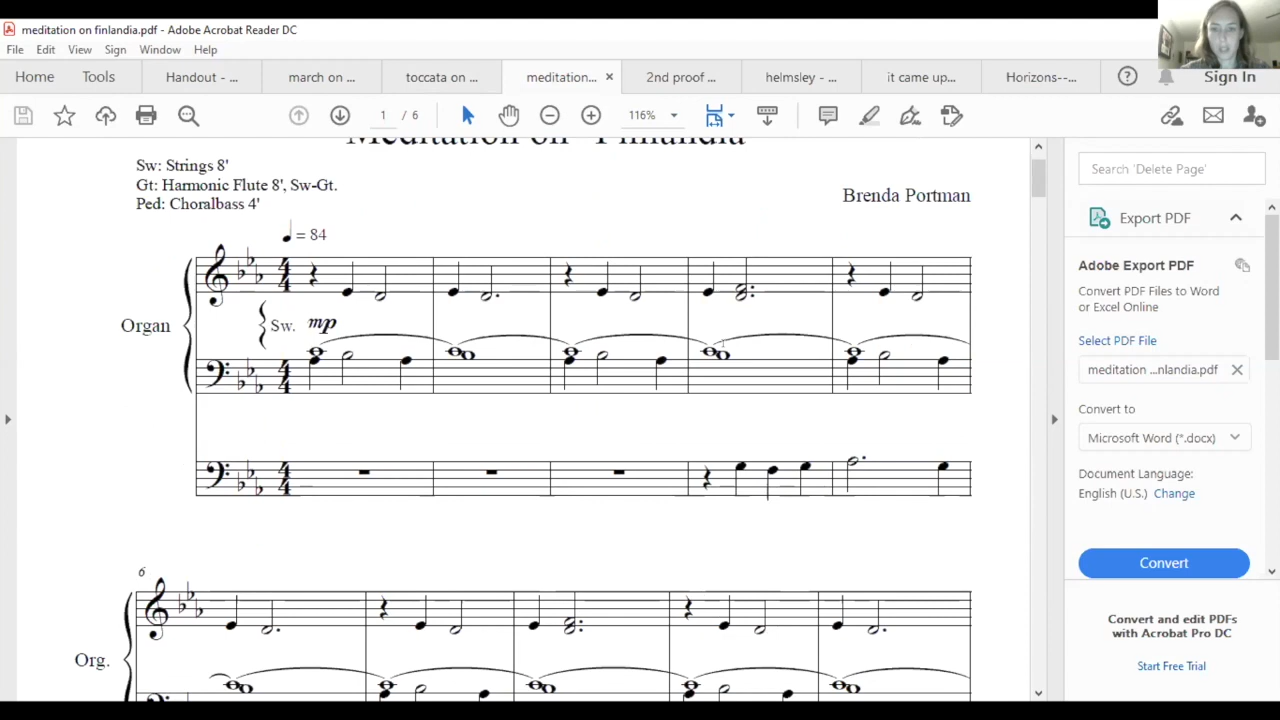 meditation on finlandia.pdf - Adobe Acrobat Reader DC
File Edit View Sign Window Help
Home Tools Handout - ... march on ... toccata on ... meditation... × 2nd proof ... helmsley - ... it came up... Horizons--... Sign In
1 / 6 116%
Meditation on "Finlandia"
Sw: Strings 8'
Gt: Harmonic Flute 8', Sw-Gt.
Ped: Choralbass 4'
Brenda Portman
= 84
Organ
Sw. mp
6
Org.
Search 'Delete Page'
Export PDF
Adobe Export PDF
Convert PDF Files to Word
or Excel Online
Select PDF File
meditation ...nlandia.pdf
Convert to
Microsoft Word (*.docx)
Document Language:
English (U.S.) Change
Convert
Convert and edit PDFs
with Acrobat Pro DC
Start Free Trial